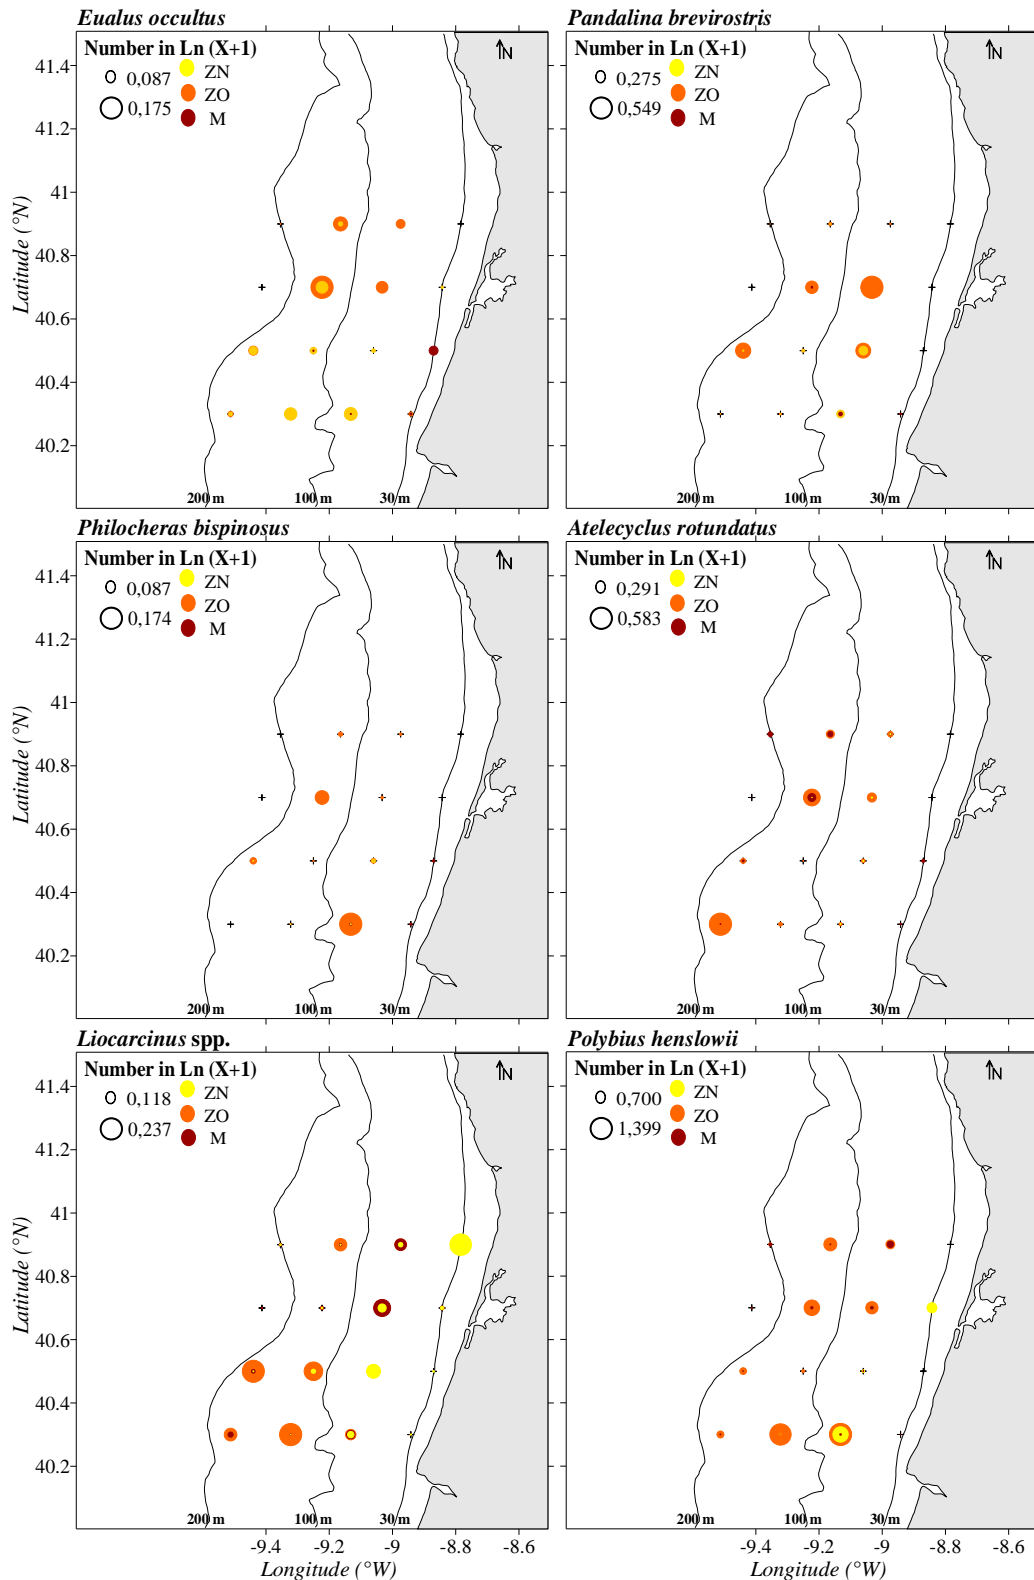 Eualus occultus
Pandalina brevirostris
Number in Ln (X+1)
0,087
0,175
ZN
ZO
M
N
Number in Ln (X+1)
0,275
0,549
ZN
ZO
M
N
41.4
41.2
41
40.8
40.6
40.4
40.2
Latitude (°N)
200 m
100 m
30 m
200 m
100 m
30 m
Philocheras bispinosus
Atelecyclus rotundatus
Number in Ln (X+1)
0,087
0,174
ZN
ZO
M
N
Number in Ln (X+1)
0,291
0,583
ZN
ZO
M
N
41.4
41.2
41
40.8
40.6
40.4
40.2
Latitude (°N)
200 m
100 m
30 m
200 m
100 m
30 m
Liocarcinus spp.
Polybius henslowii
Number in Ln (X+1)
0,118
0,237
ZN
ZO
M
N
Number in Ln (X+1)
0,700
1,399
ZN
ZO
M
N
41.4
41.2
41
40.8
40.6
40.4
40.2
Latitude (°N)
200 m
100 m
30 m
200 m
100 m
30 m
-9.4 -9.2 -9 -8.8 -8.6
-9.4 -9.2 -9 -8.8 -8.6
Longitude (°W)
Longitude (°W)